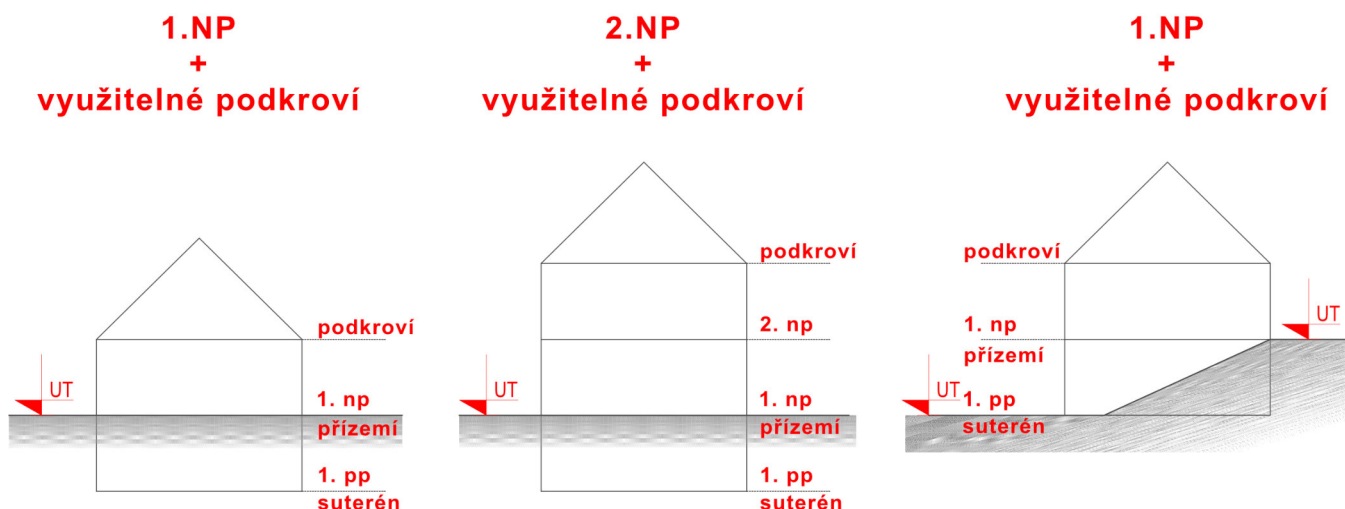 1.NP
+
využitelné podkroví
podkroví
UT
1. np
přízemí
1. pp
suterén
2.NP
+
využitelné podkroví
podkroví
2. np
UT
1. np
přízemí
1. pp
suterén
1.NP
+
využitelné podkroví
podkroví
UT
1. np
přízemí
UT
1. pp
suterén